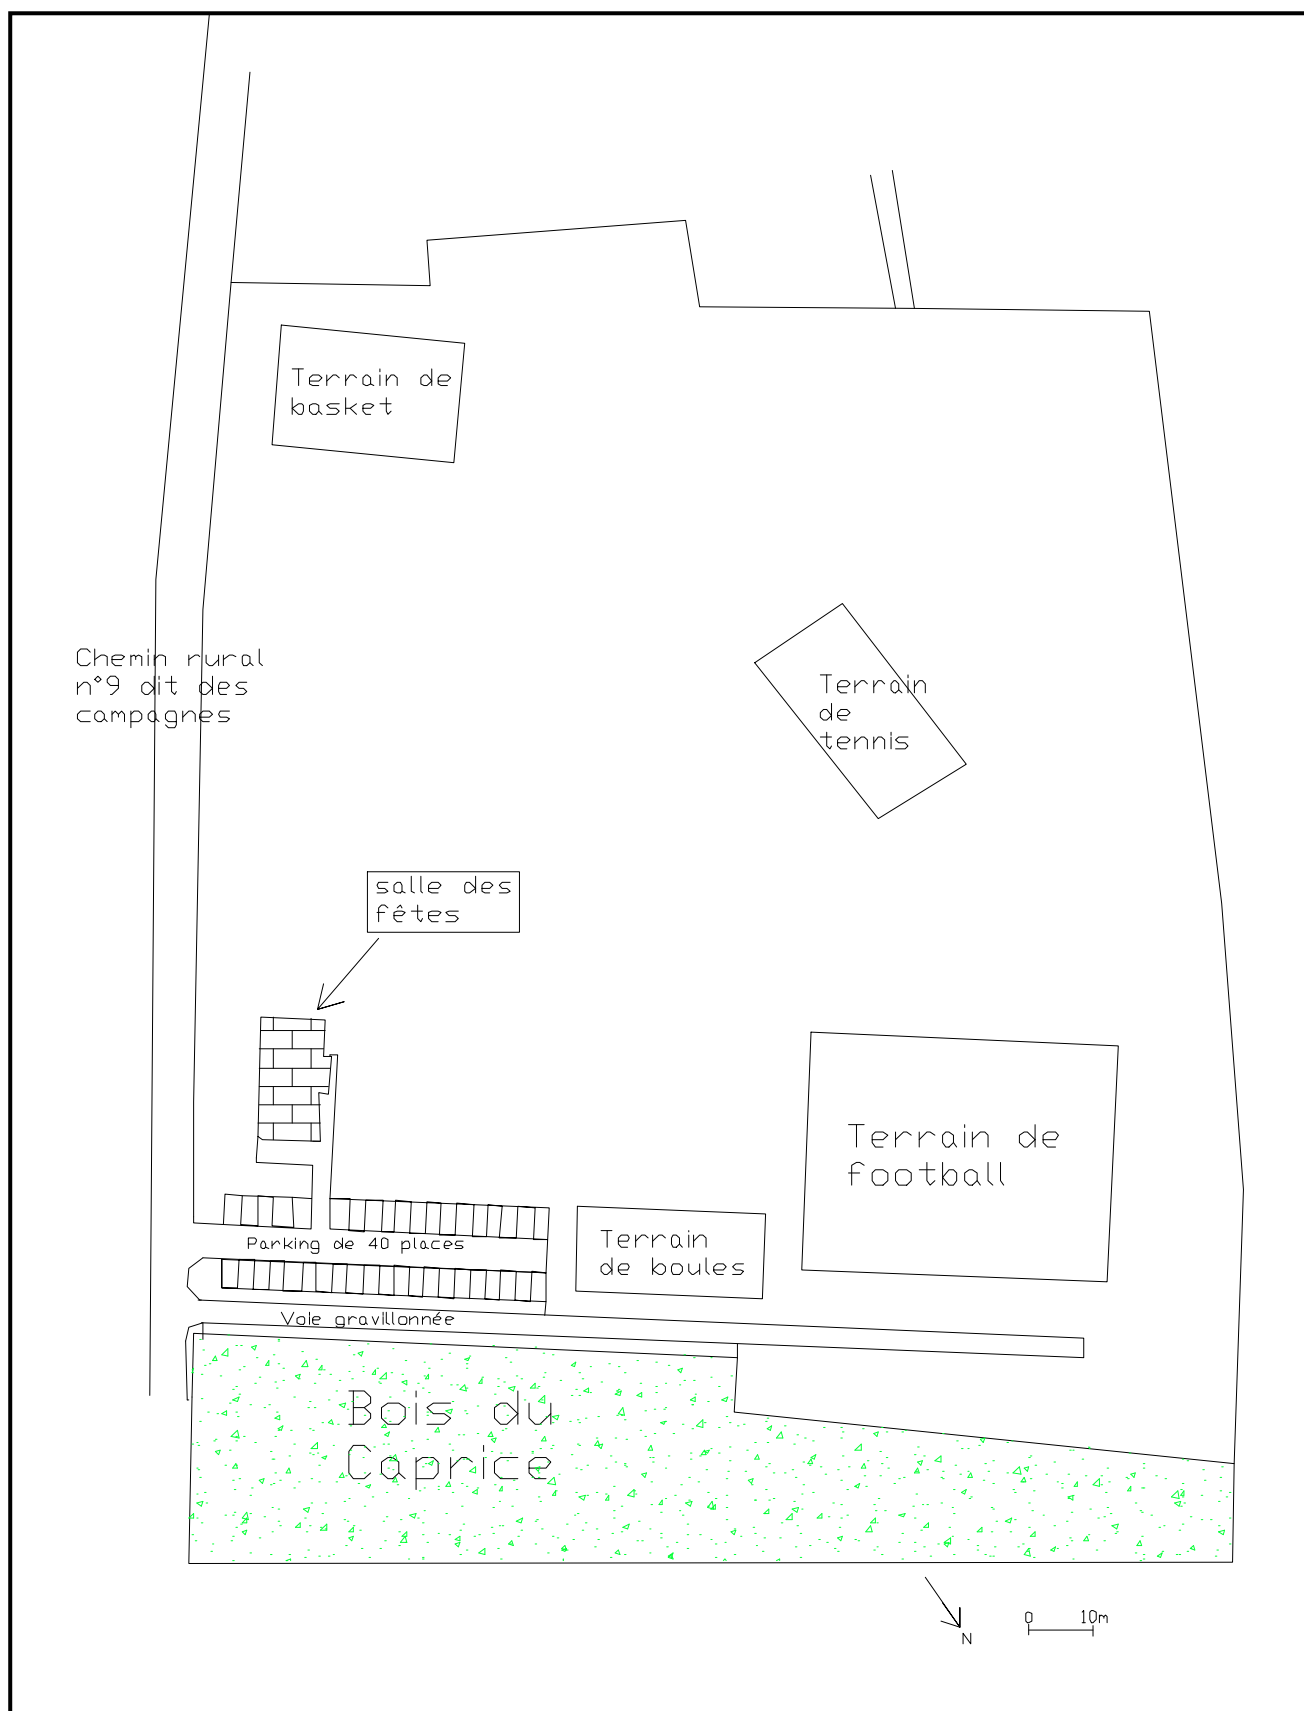 Terrain de
basket
Chemin rural
n°9 dit des
campagnes
Terrain
de
tennis
salle des
fêtes
Terrain de
football
Terrain
de boules
Parking de 40 places
Voie gravillonnée
Bois du
Caprice
N
0 10m